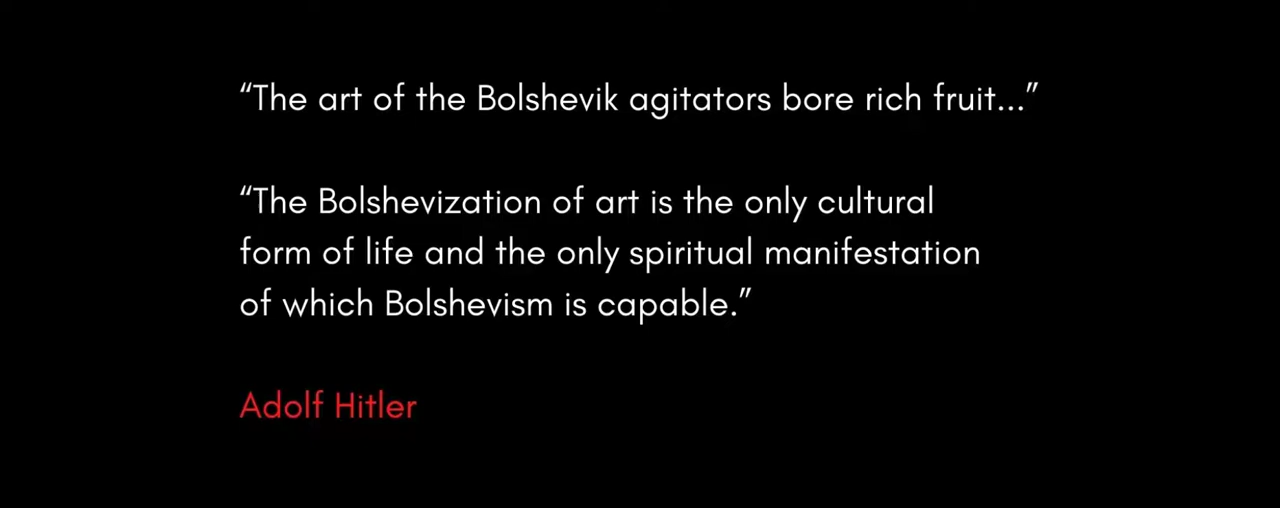 “The art of the Bolshevik agitators bore rich fruit...”
“The Bolshevization of art is the only cultural
form of life and the only spiritual manifestation
of which Bolshevism is capable.”
Adolf Hitler